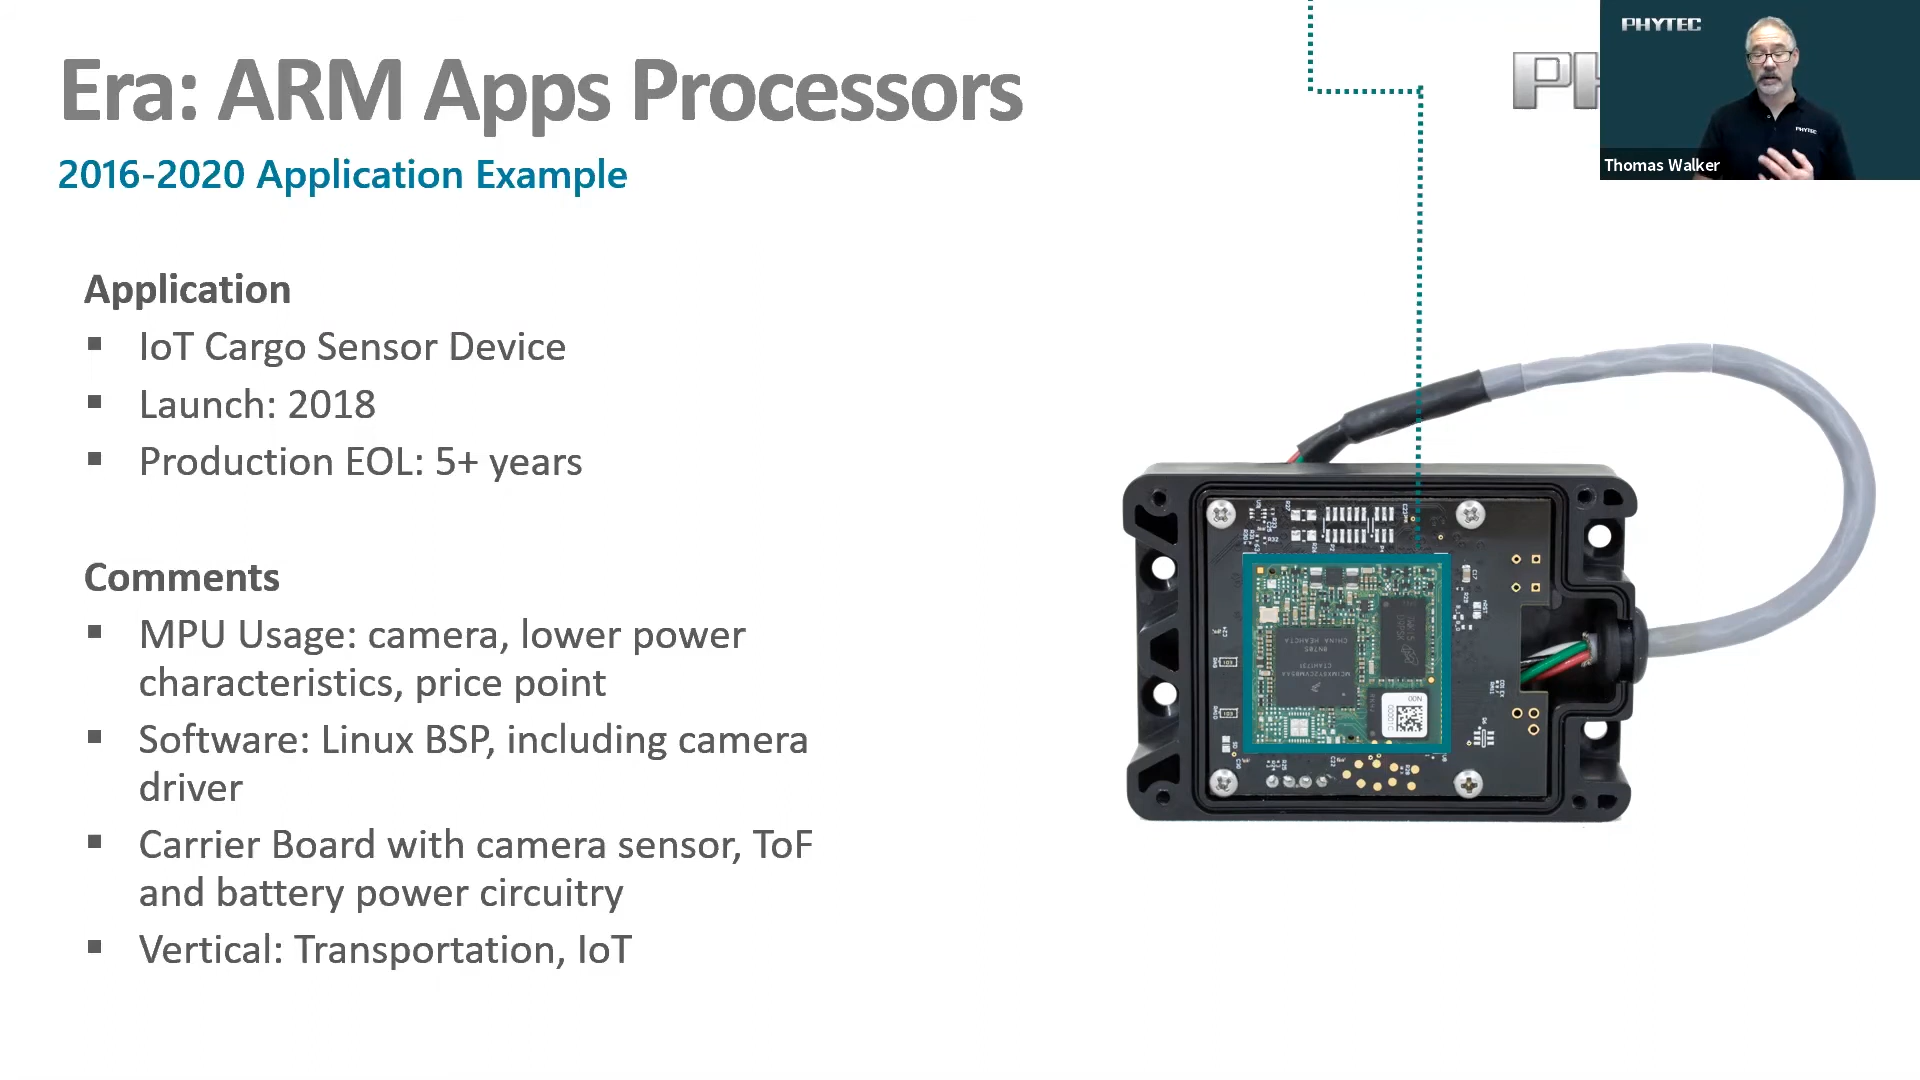 Era: ARM Apps Processors
2016-2020 Application Example
PHYTEC
PHYTEC
Thomas Walker
Application
▪ IoT Cargo Sensor Device
▪ Launch: 2018
▪ Production EOL: 5+ years
Comments
▪ MPU Usage: camera, lower power
characteristics, price point
▪ Software: Linux BSP, including camera
driver
▪ Carrier Board with camera sensor, ToF
and battery power circuitry
▪ Vertical: Transportation, IoT